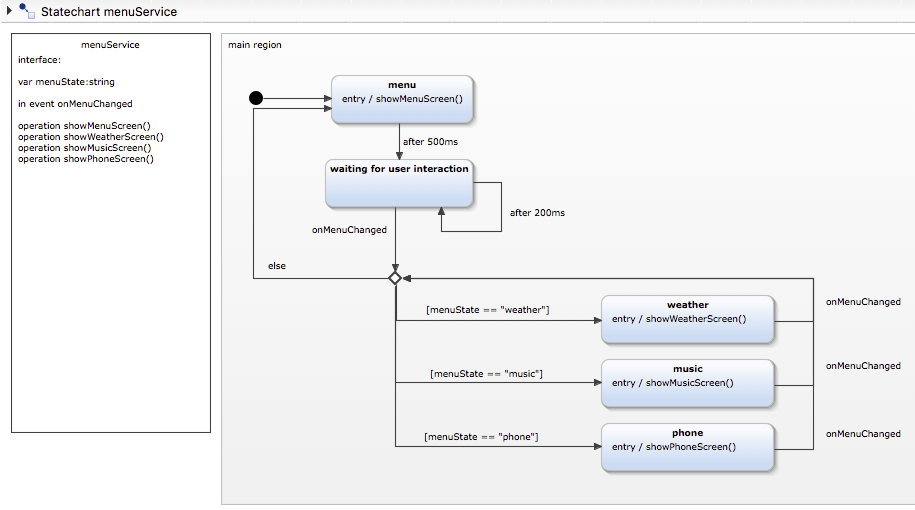 Statechart menuService
menuService
interface:
var menuState:string
in event onMenuChanged
operation showMenuScreen()
operation showWeatherScreen()
operation showMusicScreen()
operation showPhoneScreen()
main region
menu
entry / showMenuScreen()
after 500ms
waiting for user interaction
after 200ms
onMenuChanged
else
[menuState == "weather"]
weather
entry / showWeatherScreen()
onMenuChanged
[menuState == "music"]
music
entry / showMusicScreen()
onMenuChanged
[menuState == "phone"]
phone
entry / showPhoneScreen()
onMenuChanged